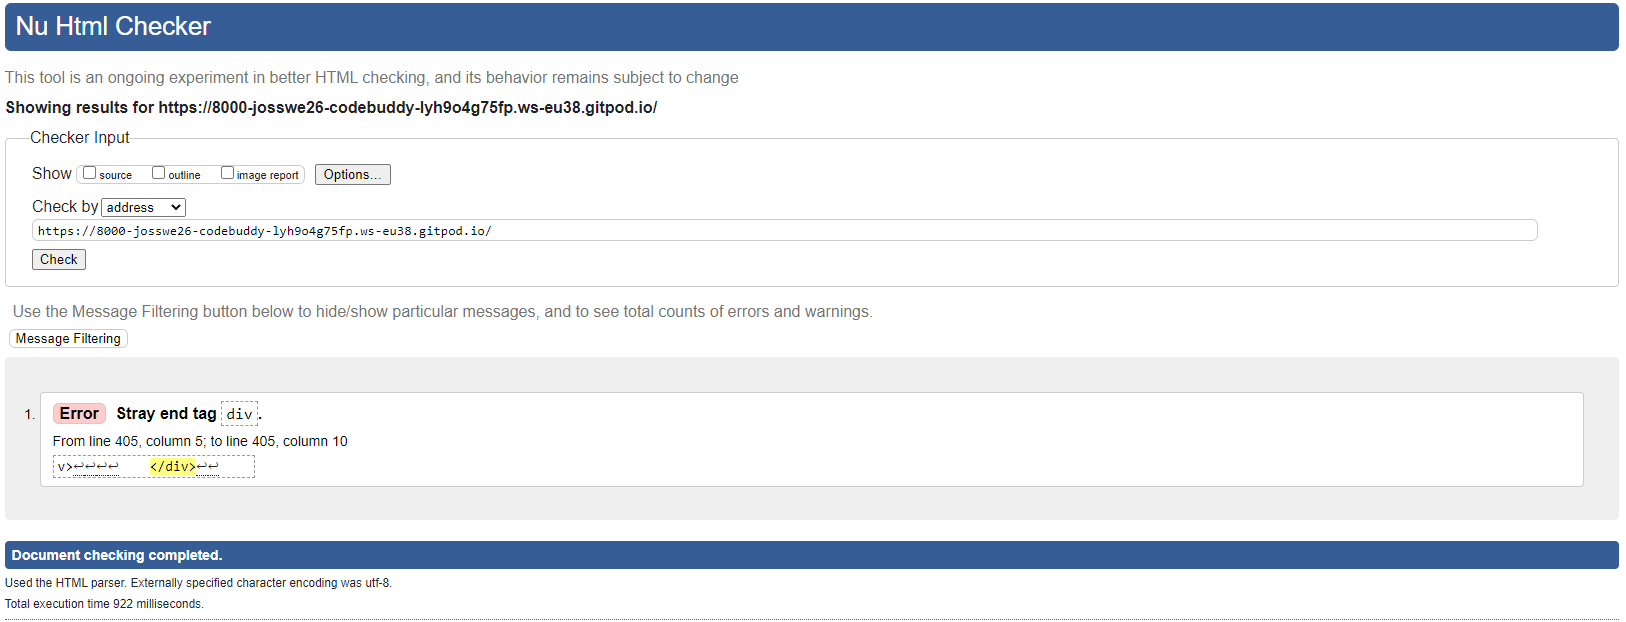 Nu Html Checker
This tool is an ongoing experiment in better HTML checking, and its behavior remains subject to change
Showing results for https://8000-josswe26-codebuddy-lyh9o4g75fp.ws-eu38.gitpod.io/
Checker Input
Show source outline image report Options...
Check by address
https://8000-josswe26-codebuddy-lyh9o4g75fp.ws-eu38.gitpod.io/
Check
Use the Message Filtering button below to hide/show particular messages, and to see total counts of errors and warnings.
Message Filtering
1. Error Stray end tag div.
From line 405, column 5; to line 405, column 10
v>↩↩↩↩    </div>↩↩
Document checking completed.
Used the HTML parser. Externally specified character encoding was utf-8.
Total execution time 922 milliseconds.